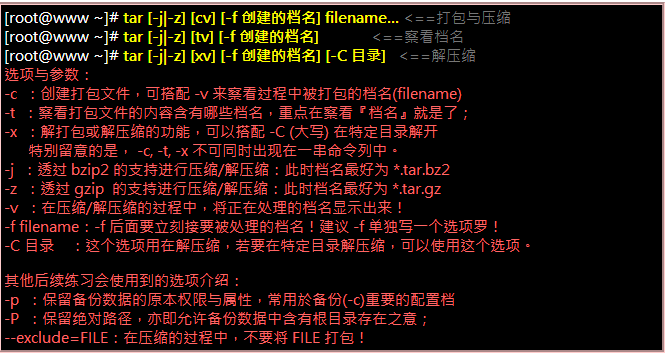 [root@www ~]# tar [-j|-z] [cv] [-f 创建的档名] filename... <==打包与压缩
[root@www ~]# tar [-j|-z] [tv] [-f 创建的档名] <==察看档名
[root@www ~]# tar [-j|-z] [xv] [-f 创建的档名] [-C 目录] <==解压缩
选项与参数：
-c ：创建打包文件，可搭配 -v 来察看过程中被打包的档名(filename)
-t ：察看打包文件的内容含有哪些档名，重点在察看『档名』就是了；
-x ：解打包或解压缩的功能，可以搭配 -C (大写) 在特定目录解开
特别留意的是， -c, -t, -x 不可同时出现在一串命令列中。
-j ：透过 bzip2 的支持进行压缩/解压缩：此时档名最好为 *.tar.bz2
-z ：透过 gzip 的支持进行压缩/解压缩：此时档名最好为 *.tar.gz
-v ：在压缩/解压缩的过程中，将正在处理的档名显示出来！
-f filename：-f 后面要立刻接要被处理的档名！建议 -f 单独写一个选项罗！
-C 目录 ：这个选项用在解压缩，若要在特定目录解压缩，可以使用这个选项。
其他后续练习会使用到的选项介绍：
-p ：保留备份数据的原本权限与属性，常用於备份(-c)重要的配置档
-P ：保留绝对路径，亦即允许备份数据中含有根目录存在之意；
--exclude=FILE：在压缩的过程中，不要将 FILE 打包！